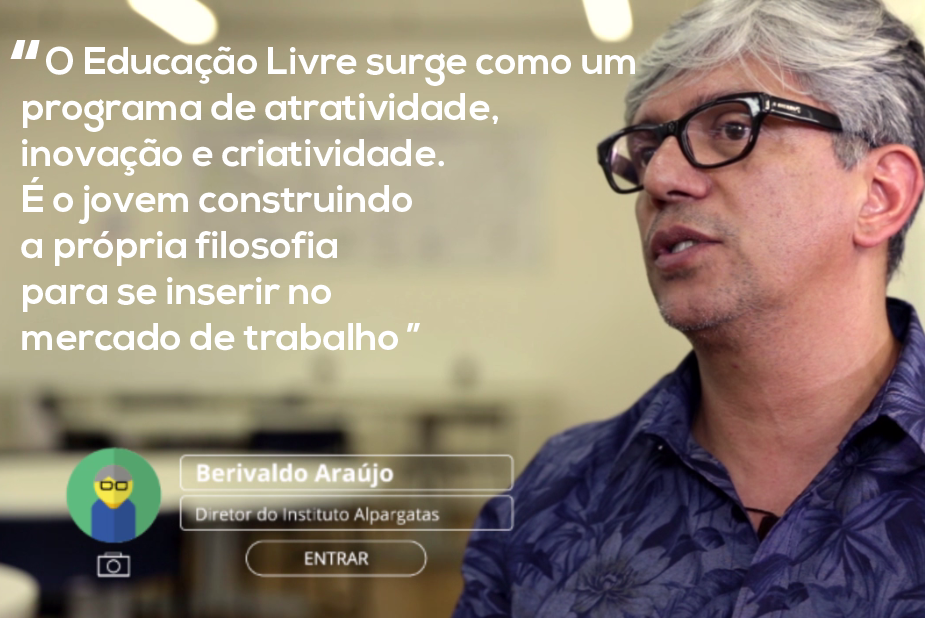 “ O Educação Livre surge como um
programa de atratividade,
inovação e criatividade.
É o jovem construindo
a própria filosofia
para se inserir no
mercado de trabalho ”
Berivaldo Araújo
Diretor do Instituto Alpargatas
ENTRAR